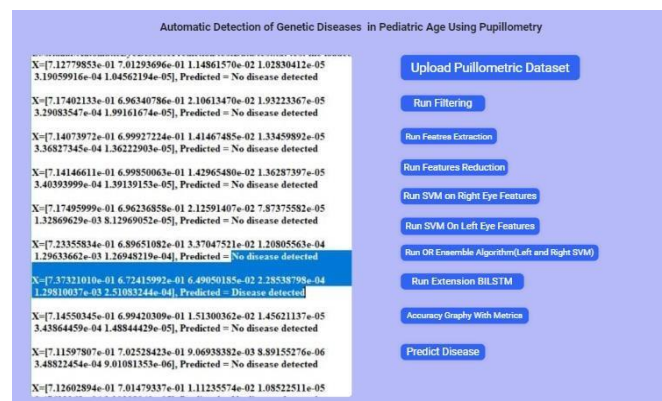 Automatic Detection of Genetic Diseases in Pediatric Age Using Pupillometry
X=[7.12779853e-01 7.01293696e-01 1.14861570e-02 1.02830412e-05
3.19059916e-04 1.04562194e-05], Predicted = No disease detected
X=[7.17402133e-01 6.96340786e-01 2.10613470e-02 1.93223367e-05
3.29083547e-04 1.99161674e-05], Predicted = No disease detected
X=[7.14073972e-01 6.99927224e-01 1.41467485e-02 1.33459892e-05
3.36827345e-04 1.36222903e-05], Predicted = No disease detected
X=[7.14146611e-01 6.99850063e-01 1.42965480e-02 1.36287397e-05
3.40393999e-04 1.39139153e-05], Predicted = No disease detected
X=[7.17495999e-01 6.96236858e-01 2.12591407e-02 7.87375582e-05
1.32869629e-03 8.12969052e-05], Predicted = No disease detected
X=[7.23355834e-01 6.89651082e-01 3.37047521e-02 1.20805563e-04
1.29633662e-03 1.26948219e-04], Predicted = No disease detected
X=[7.37321010e-01 6.72415992e-01 6.49050185e-02 2.28538798e-04
1.29810037e-03 2.51083244e-04], Predicted = Disease detected
X=[7.14550345e-01 6.99420309e-01 1.51300362e-02 1.45621137e-05
3.43864459e-04 1.48844429e-05], Predicted = No disease detected
X=[7.11597807e-01 7.02528423e-01 9.06938382e-03 8.89155276e-06
3.48822454e-04 9.01081353e-06], Predicted = No disease detected
X=[7.12602894e-01 7.01479337e-01 1.11235574e-02 1.08522511e-05
Upload Puillometric Dataset
Run Filtering
Run Featres Extraction
Run Features Reduction
Run SVM on Right Eye Features
Run SVM On Left Eye Features
Run OR Ensemble Algorithm(Left and Right SVM)
Run Extension BILSTM
Accuracy Graphy With Metrics
Predict Disease